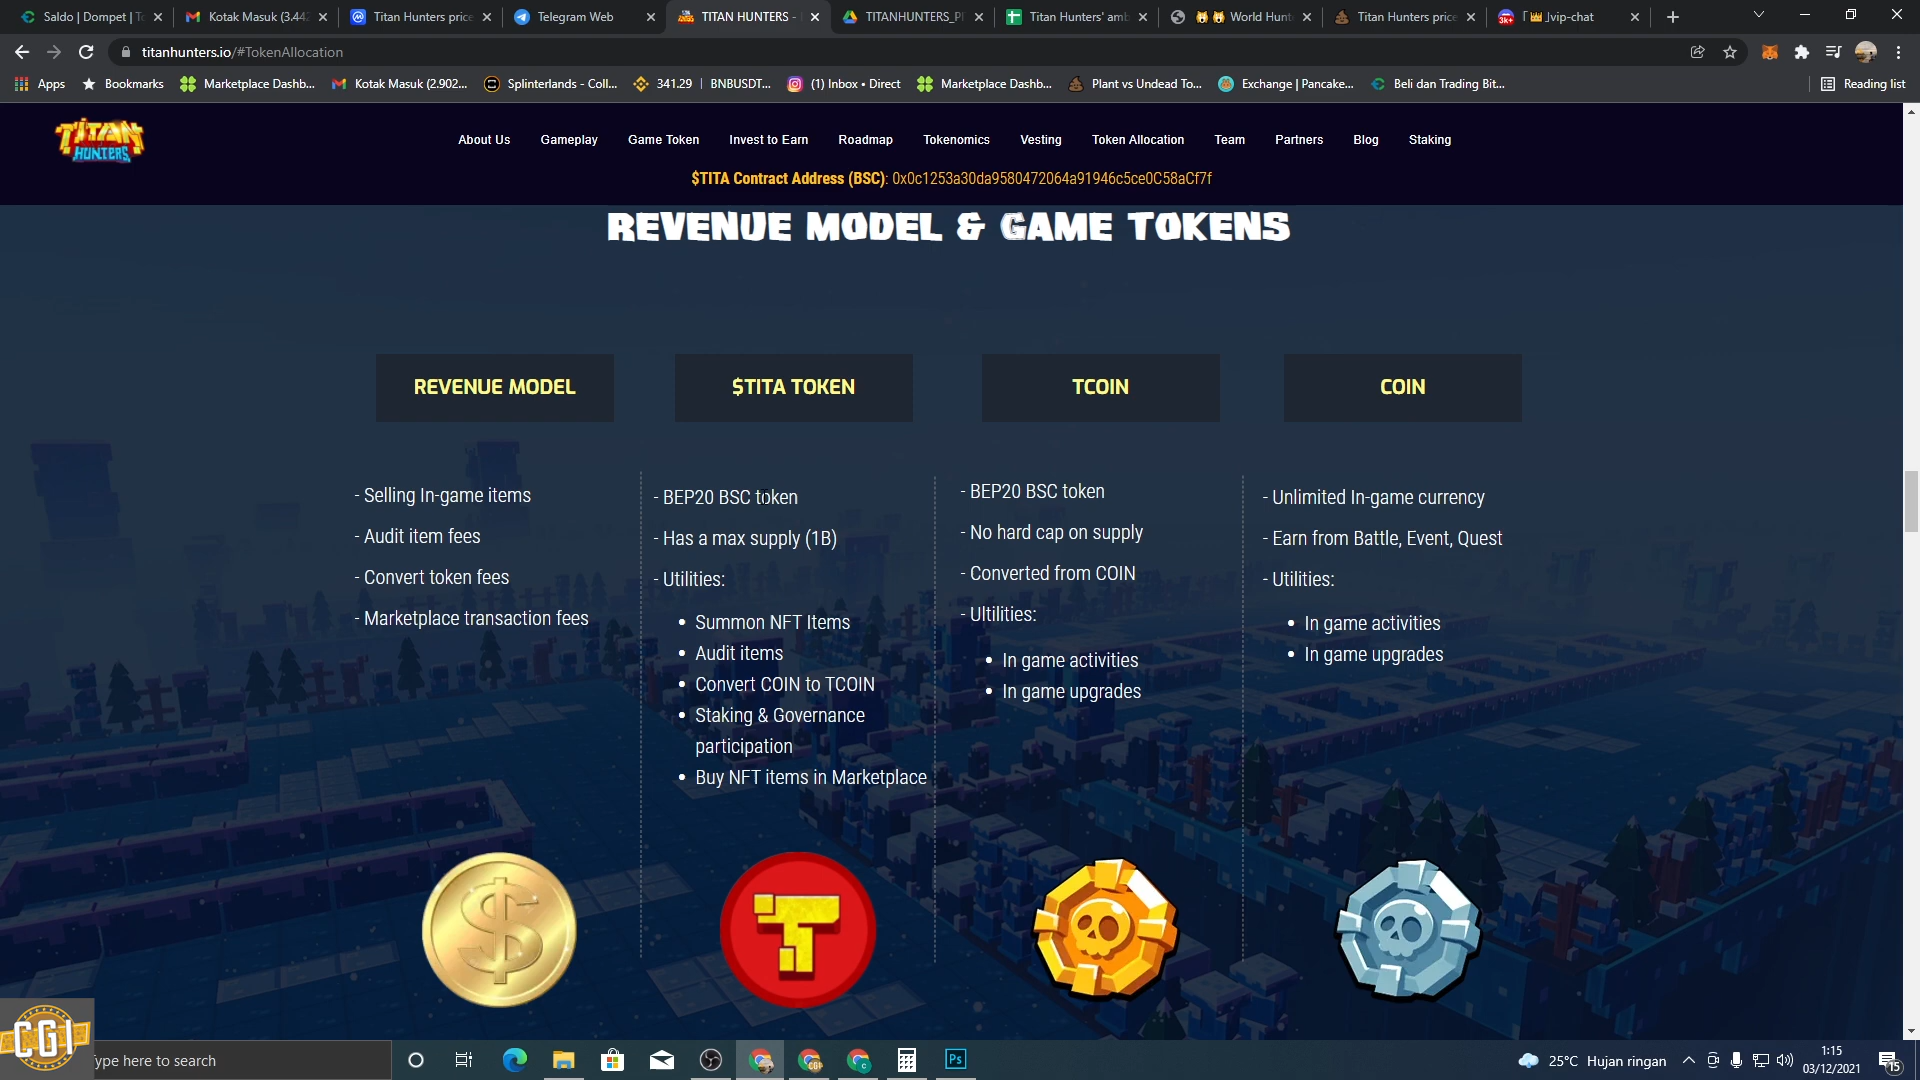 Saldo | Dompet | T
Kotak Masuk (3.44
Titan Hunters price
Telegram Web
TITAN HUNTERS -
TITANHUNTERS_P
Titan Hunters' amb
World Hunt
Titan Hunters price
3K+
「👑」vip-chat
titanhunters.io/#TokenAllocation
Apps
Bookmarks
Marketplace Dashb...
Kotak Masuk (2.902...
Splinterlands - Coll...
341.29 | BNBUSDT...
(1) Inbox • Direct
Marketplace Dashb...
Plant vs Undead To...
Exchange | Pancake...
Beli dan Trading Bit...
Reading list
TITAN
HUNTERS
About Us
Gameplay
Game Token
Invest to Earn
Roadmap
Tokenomics
Vesting
Token Allocation
Team
Partners
Blog
Staking
$TITA Contract Address (BSC): 0x0c1253a30da9580472064a91946c5ce0C58aCf7f
REVENUE MODEL & GAME TOKENS
REVENUE MODEL
- Selling In-game items
- Audit item fees
- Convert token fees
- Marketplace transaction fees
$TITA TOKEN
- BEP20 BSC token
- Has a max supply (1B)
- Utilities:
• Summon NFT Items
• Audit items
• Convert COIN to TCOIN
• Staking & Governance
participation
• Buy NFT items in Marketplace
TCOIN
- BEP20 BSC token
- No hard cap on supply
- Converted from COIN
- Ultilities:
• In game activities
• In game upgrades
COIN
- Unlimited In-game currency
- Earn from Battle, Event, Quest
- Utilities:
• In game activities
• In game upgrades
$
T
CGI
ype here to search
Ps
25°C Hujan ringan
1:15
03/12/2021
15